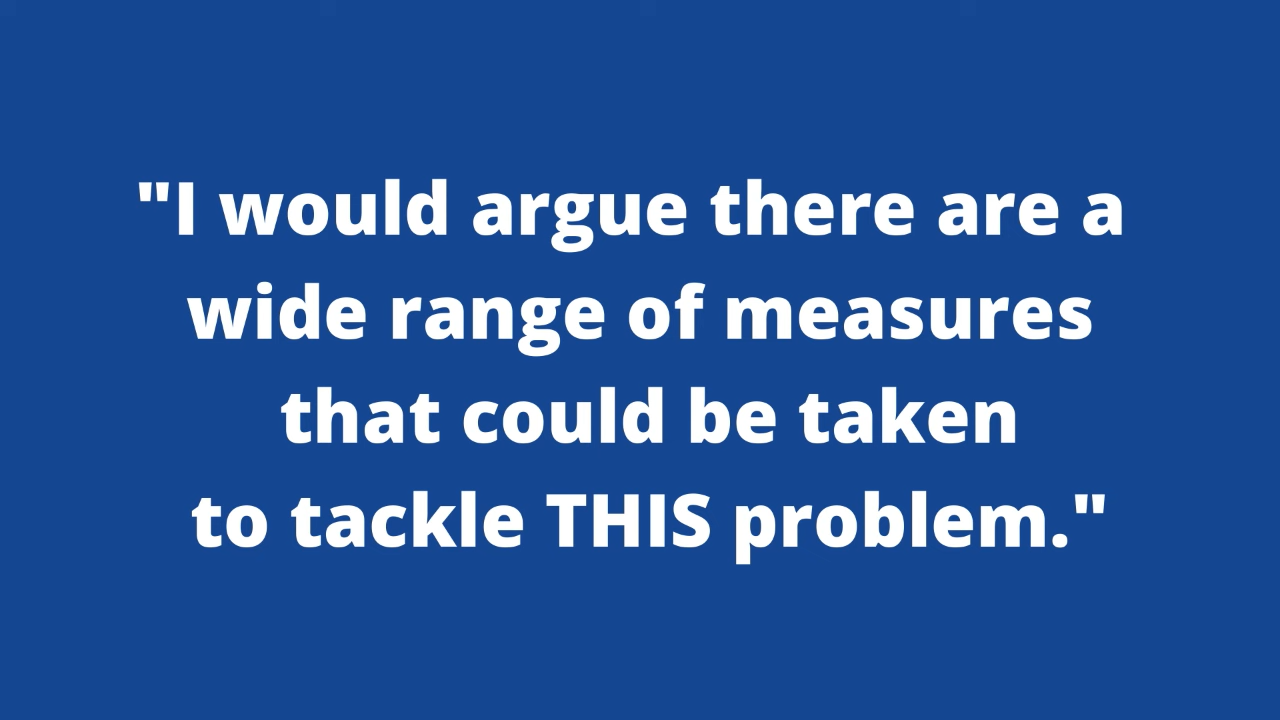 "I would argue there are a
wide range of measures
that could be taken
to tackle THIS problem."